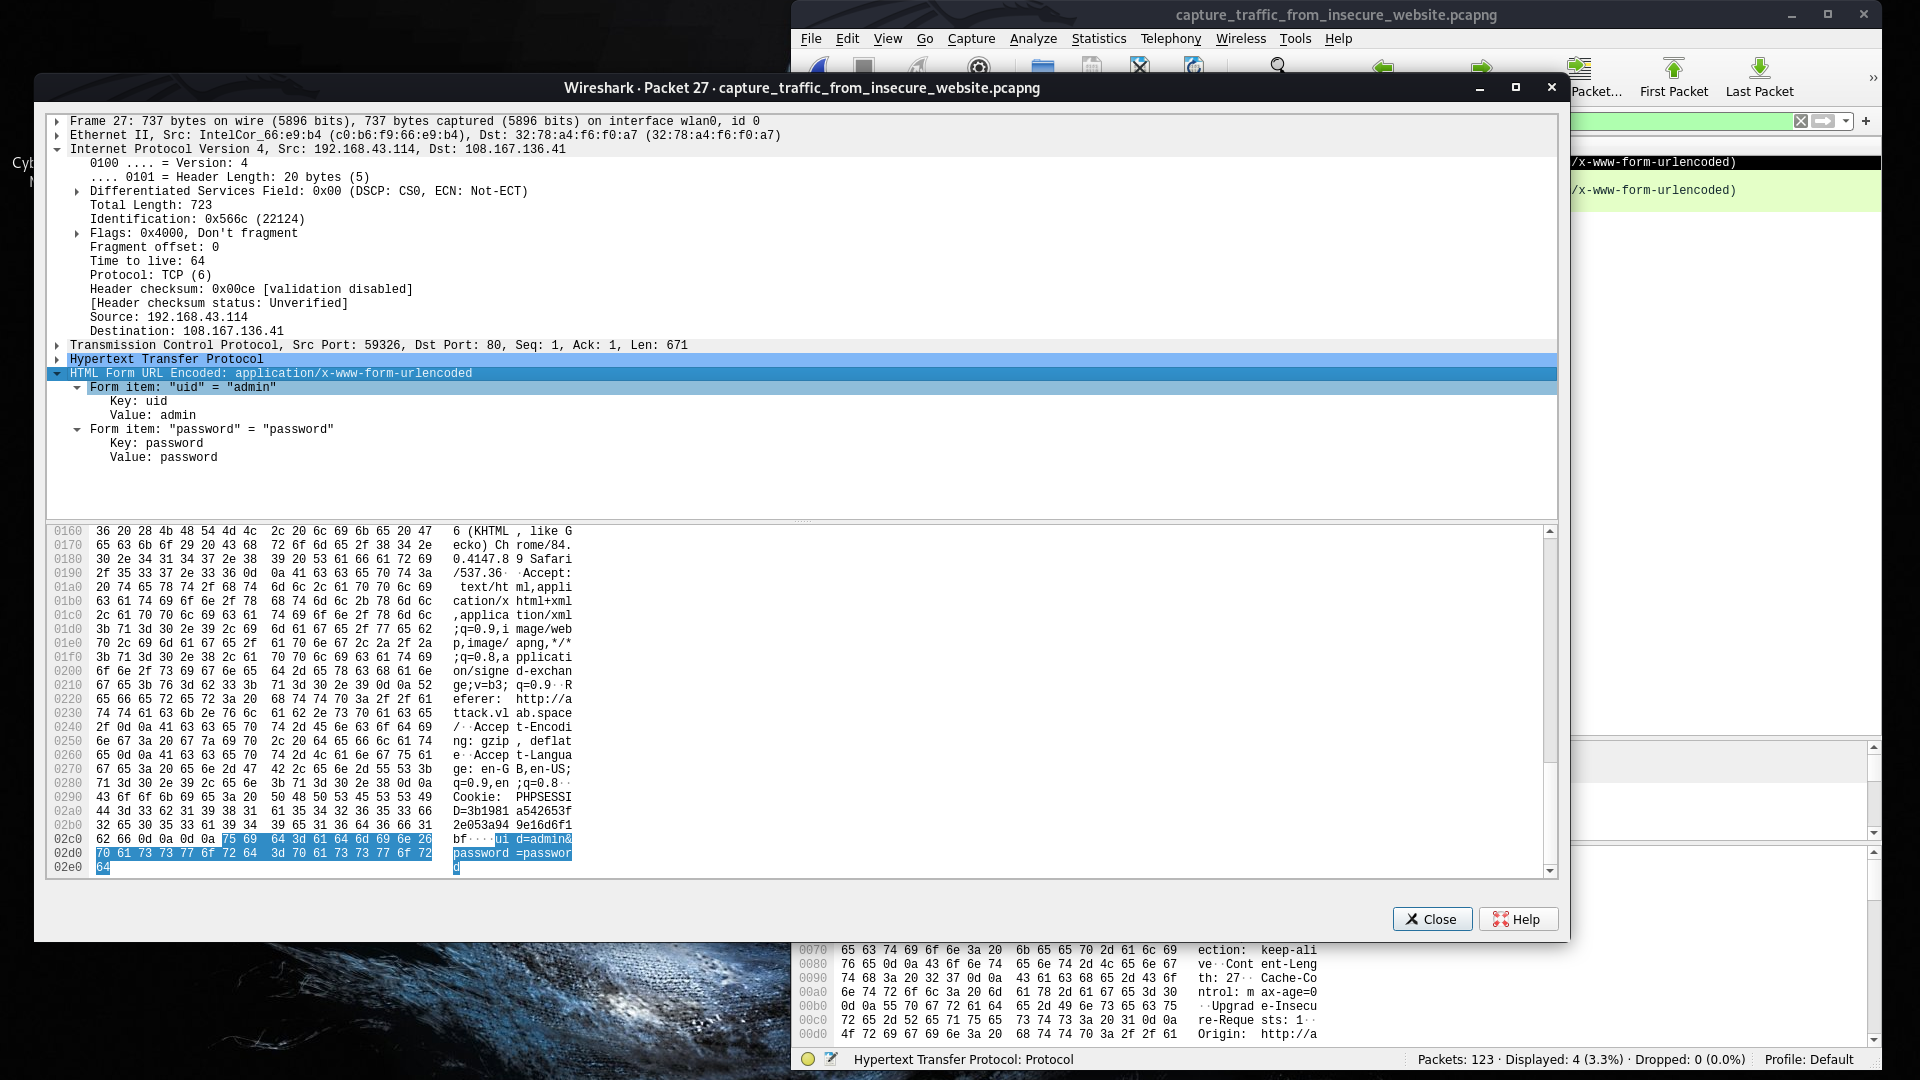 capture_traffic_from_insecure_website.pcapng
File Edit View Go Capture Analyze Statistics Telephony Wireless Tools Help
Packet... First Packet Last Packet
Wireshark · Packet 27 · capture_traffic_from_insecure_website.pcapng
Frame 27: 737 bytes on wire (5896 bits), 737 bytes captured (5896 bits) on interface wlan0, id 0
Ethernet II, Src: IntelCor_66:e9:b4 (c0:b6:f9:66:e9:b4), Dst: 32:78:a4:f6:f0:a7 (32:78:a4:f6:f0:a7)
Internet Protocol Version 4, Src: 192.168.43.114, Dst: 108.167.136.41
0100 .... = Version: 4
.... 0101 = Header Length: 20 bytes (5)
Differentiated Services Field: 0x00 (DSCP: CS0, ECN: Not-ECT)
Total Length: 723
Identification: 0x566c (22124)
Flags: 0x4000, Don't fragment
Fragment offset: 0
Time to live: 64
Protocol: TCP (6)
Header checksum: 0x00ce [validation disabled]
[Header checksum status: Unverified]
Source: 192.168.43.114
Destination: 108.167.136.41
Transmission Control Protocol, Src Port: 59326, Dst Port: 80, Seq: 1, Ack: 1, Len: 671
Hypertext Transfer Protocol
HTML Form URL Encoded: application/x-www-form-urlencoded
Form item: "uid" = "admin"
Key: uid
Value: admin
Form item: "password" = "password"
Key: password
Value: password
/x-www-form-urlencoded)
/x-www-form-urlencoded)
0160 36 20 28 4b 48 54 4d 4c 2c 20 6c 69 6b 65 20 47 6 (KHTML , like G
0170 65 63 6b 6f 29 20 43 68 72 6f 6d 65 2f 38 34 2e ecko) Ch rome/84.
0180 30 2e 34 31 34 37 2e 38 39 20 53 61 66 61 72 69 0.4147.8 9 Safari
0190 2f 35 33 37 2e 33 36 0d 0a 41 63 63 65 70 74 3a /537.36· ·Accept:
01a0 20 74 65 78 74 2f 68 74 6d 6c 2c 61 70 70 6c 69 text/ht ml,appli
01b0 63 61 74 69 6f 6e 2f 78 68 74 6d 6c 2b 78 6d 6c cation/x html+xml
01c0 2c 61 70 70 6c 69 63 61 74 69 6f 6e 2f 78 6d 6c ,applica tion/xml
01d0 3b 71 3d 30 2e 39 2c 69 6d 61 67 65 2f 77 65 62 ;q=0.9,i mage/web
01e0 70 2c 69 6d 61 67 65 2f 61 70 6e 67 2c 2a 2f 2a p,image/ apng,*/*
01f0 3b 71 3d 30 2e 38 2c 61 70 70 6c 69 63 61 74 69 ;q=0.8,a pplicati
0200 6f 6e 2f 73 69 67 6e 65 64 2d 65 78 63 68 61 6e on/signe d-exchan
0210 67 65 3b 76 3d 62 33 3b 71 3d 30 2e 39 0d 0a 52 ge;v=b3; q=0.9··R
0220 65 66 65 72 65 72 3a 20 68 74 74 70 3a 2f 2f 61 eferer: http://a
0230 74 74 61 63 6b 2e 76 6c 61 62 2e 73 70 61 63 65 ttack.vl ab.space
0240 2f 0d 0a 41 63 63 65 70 74 2d 45 6e 63 6f 64 69 /··Accep t-Encodi
0250 6e 67 3a 20 67 7a 69 70 2c 20 64 65 66 6c 61 74 ng: gzip , deflat
0260 65 0d 0a 41 63 63 65 70 74 2d 4c 61 6e 67 75 61 e··Accep t-Langua
0270 67 65 3a 20 65 6e 2d 47 42 2c 65 6e 2d 55 53 3b ge: en-G B,en-US;
0280 71 3d 30 2e 39 2c 65 6e 3b 71 3d 30 2e 38 0d 0a q=0.9,en ;q=0.8··
0290 43 6f 6f 6b 69 65 3a 20 50 48 50 53 45 53 53 49 Cookie: PHPSESSI
02a0 44 3d 33 62 31 39 38 31 61 35 34 32 36 35 33 66 D=3b1981 a542653f
02b0 32 65 30 35 33 61 39 34 39 65 31 36 64 36 66 31 2e053a94 9e16d6f1
02c0 62 66 0d 0a 0d 0a 75 69 64 3d 61 64 6d 69 6e 26 bf····ui d=admin&
02d0 70 61 73 73 77 6f 72 64 3d 70 61 73 73 77 6f 72 password =passwor
02e0 64 d
Close Help
0070 65 63 74 69 6f 6e 3a 20 6b 65 65 70 2d 61 6c 69 ection: keep-ali
0080 76 65 0d 0a 43 6f 6e 74 65 6e 74 2d 4c 65 6e 67 ve··Cont ent-Leng
0090 74 68 3a 20 32 37 0d 0a 43 61 63 68 65 2d 43 6f th: 27·· Cache-Co
00a0 6e 74 72 6f 6c 3a 20 6d 61 78 2d 61 67 65 3d 30 ntrol: m ax-age=0
00b0 0d 0a 55 70 67 72 61 64 65 2d 49 6e 73 65 63 75 ··Upgrad e-Insecu
00c0 72 65 2d 52 65 71 75 65 73 74 73 3a 20 31 0d 0a re-Reque sts: 1··
00d0 4f 72 69 67 69 6e 3a 20 68 74 74 70 3a 2f 2f 61 Origin: http://a
Hypertext Transfer Protocol: Protocol Packets: 123 · Displayed: 4 (3.3%) · Dropped: 0 (0.0%) Profile: Default